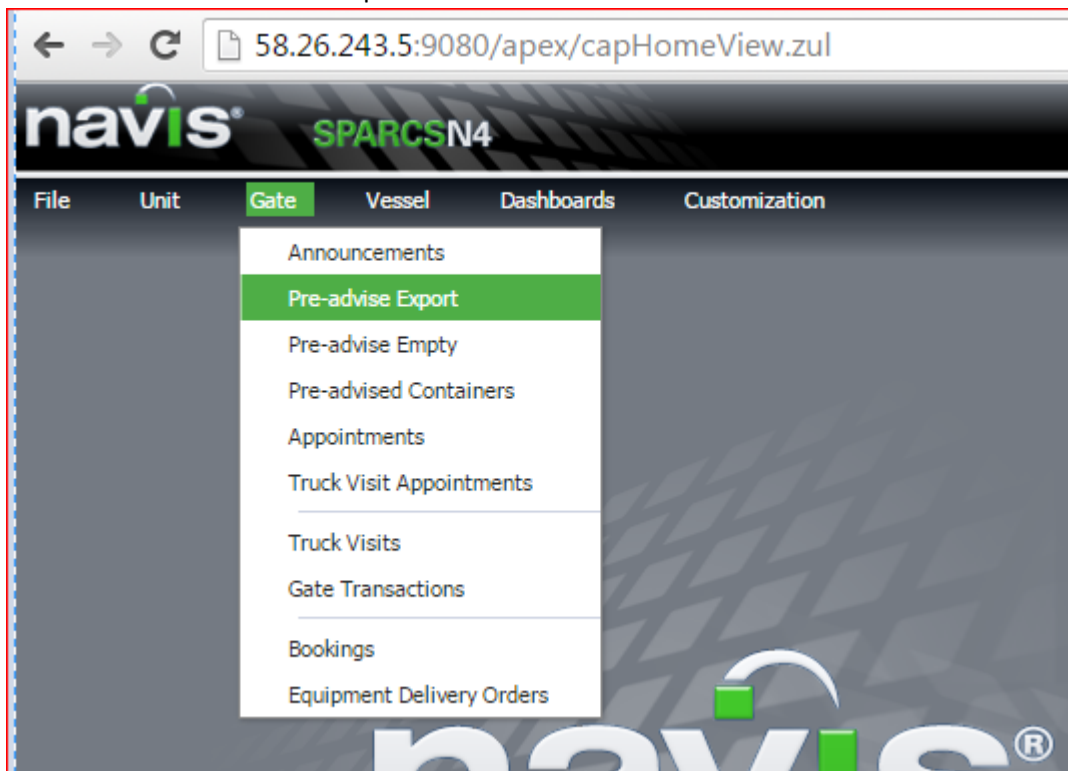 58.26.243.5:9080/apex/capHomeView.zul
navis® SPARCSN4
File Unit Gate Vessel Dashboards Customization
Announcements
Pre-advise Export
Pre-advise Empty
Pre-advised Containers
Appointments
Truck Visit Appointments
Truck Visits
Gate Transactions
Bookings
Equipment Delivery Orders
navis®